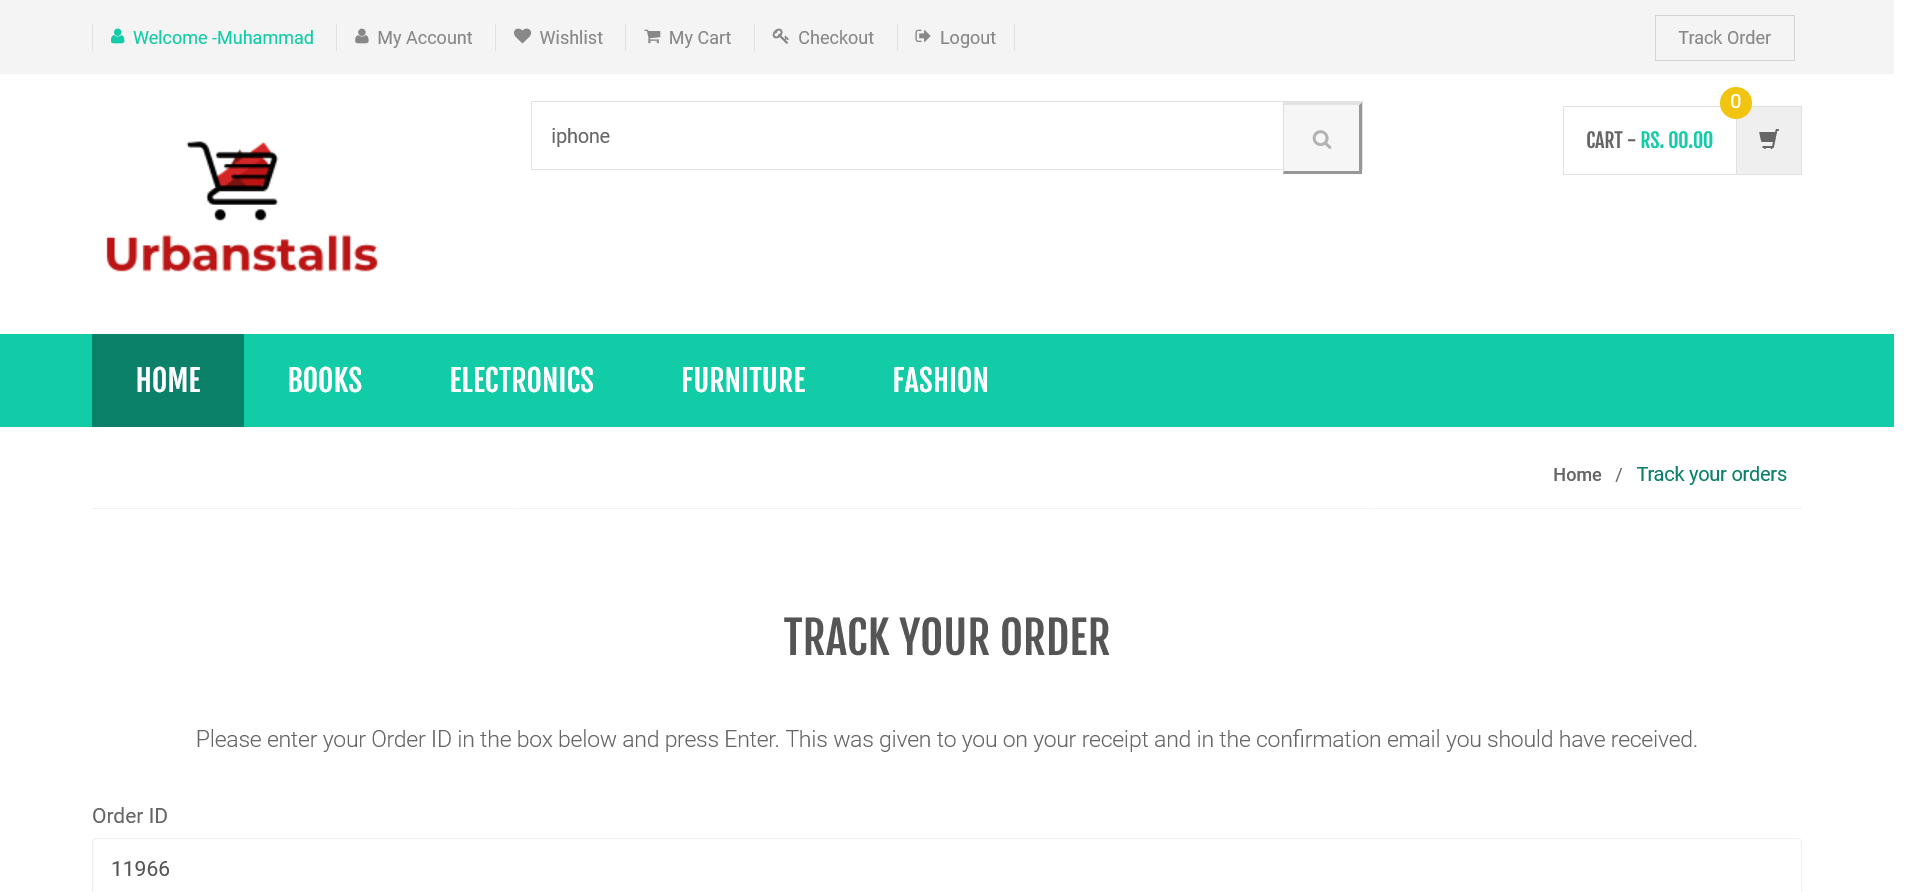 Welcome -Muhammad My Account Wishlist My Cart Checkout Logout Track Order
iphone
0
CART - RS. 00.00
Urbanstalls
HOME BOOKS ELECTRONICS FURNITURE FASHION
Home / Track your orders
TRACK YOUR ORDER
Please enter your Order ID in the box below and press Enter. This was given to you on your receipt and in the confirmation email you should have received.
Order ID
11966